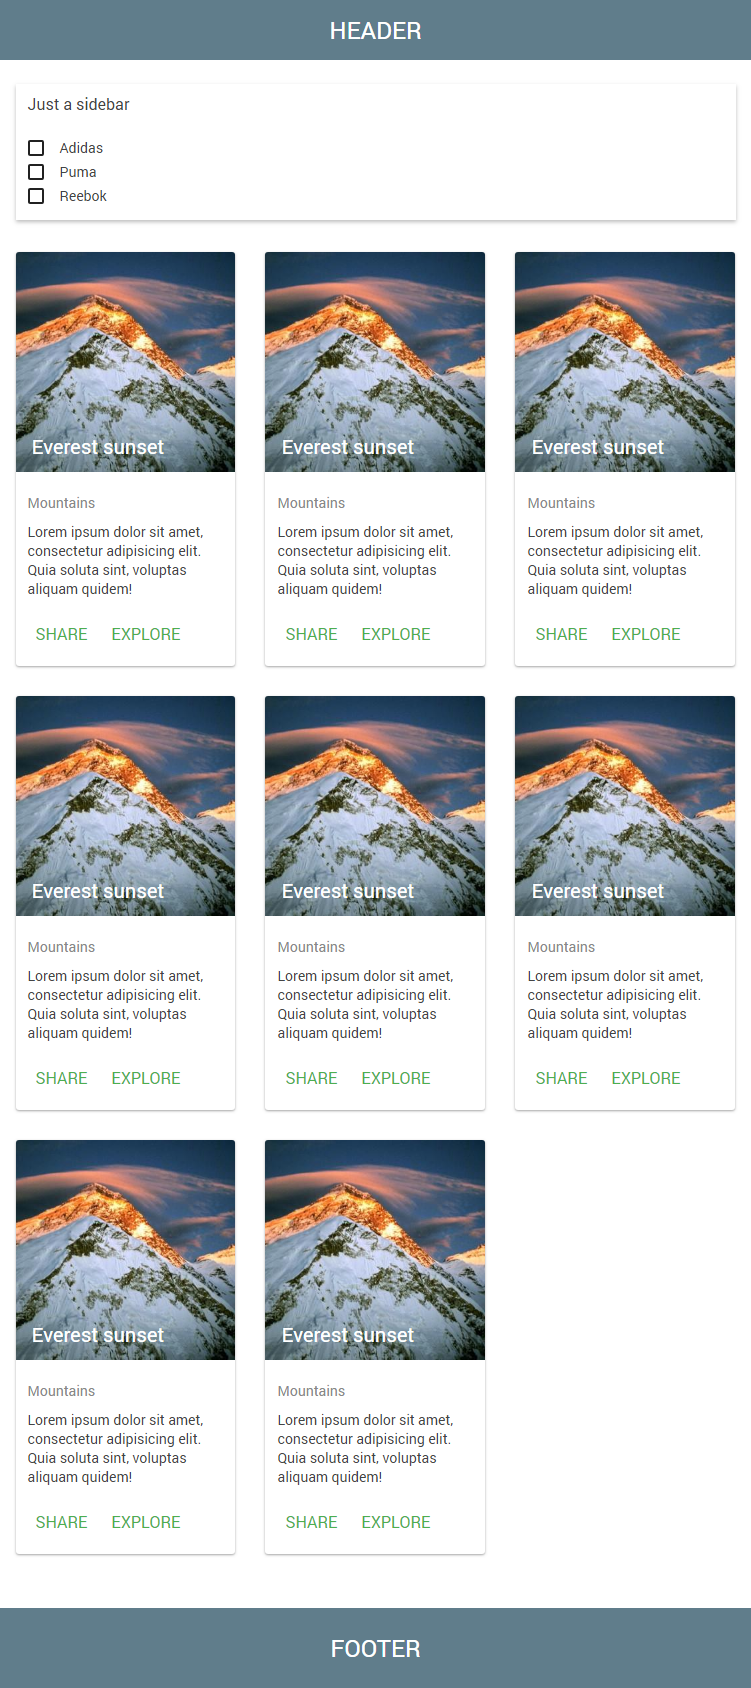 HEADER
Just a sidebar
Adidas
Puma
Reebok
Everest sunset
Mountains
Lorem ipsum dolor sit amet,
consectetur adipisicing elit.
Quia soluta sint, voluptas
aliquam quidem!
SHARE EXPLORE
Everest sunset
Mountains
Lorem ipsum dolor sit amet,
consectetur adipisicing elit.
Quia soluta sint, voluptas
aliquam quidem!
SHARE EXPLORE
Everest sunset
Mountains
Lorem ipsum dolor sit amet,
consectetur adipisicing elit.
Quia soluta sint, voluptas
aliquam quidem!
SHARE EXPLORE
Everest sunset
Mountains
Lorem ipsum dolor sit amet,
consectetur adipisicing elit.
Quia soluta sint, voluptas
aliquam quidem!
SHARE EXPLORE
Everest sunset
Mountains
Lorem ipsum dolor sit amet,
consectetur adipisicing elit.
Quia soluta sint, voluptas
aliquam quidem!
SHARE EXPLORE
Everest sunset
Mountains
Lorem ipsum dolor sit amet,
consectetur adipisicing elit.
Quia soluta sint, voluptas
aliquam quidem!
SHARE EXPLORE
Everest sunset
Mountains
Lorem ipsum dolor sit amet,
consectetur adipisicing elit.
Quia soluta sint, voluptas
aliquam quidem!
SHARE EXPLORE
Everest sunset
Mountains
Lorem ipsum dolor sit amet,
consectetur adipisicing elit.
Quia soluta sint, voluptas
aliquam quidem!
SHARE EXPLORE
FOOTER